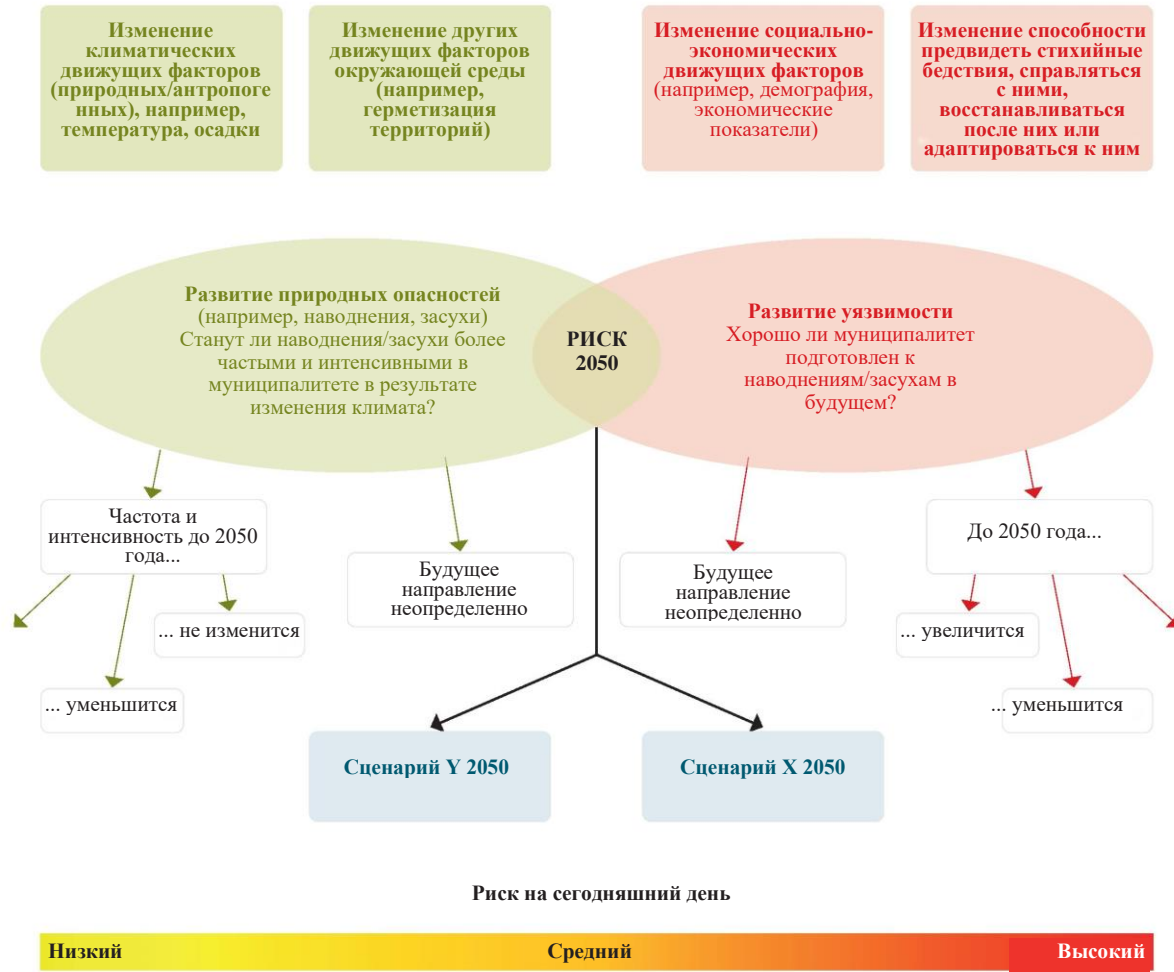 Изменение
климатических
движущих факторов
(природных/антропоге
нных), например,
температура, осадки
Изменение других
движущих факторов
окружающей среды
(например,
герметизация
территорий)
Изменение социально-
экономических
движущих факторов
(например, демография,
экономические
показатели)
Изменение способности
предвидеть стихийные
бедствия, справляться
с ними,
восстанавливаться
после них или
адаптироваться к ним
Развитие природных опасностей
(например, наводнения, засухи)
Станут ли наводнения/засухи более
частыми и интенсивными в
муниципалитете в результате
изменения климата?
РИСК
2050
Развитие уязвимости
Хорошо ли муниципалитет
подготовлен к
наводнениям/засухам в
будущем?
Частота и
интенсивность до 2050
года...
Будущее
направление
неопределенно
Будущее
направление
неопределенно
До 2050 года...
... не изменится
... увеличится
... уменьшится
... уменьшится
Сценарий Y 2050
Сценарий X 2050
Риск на сегодняшний день
Низкий
Средний
Высокий